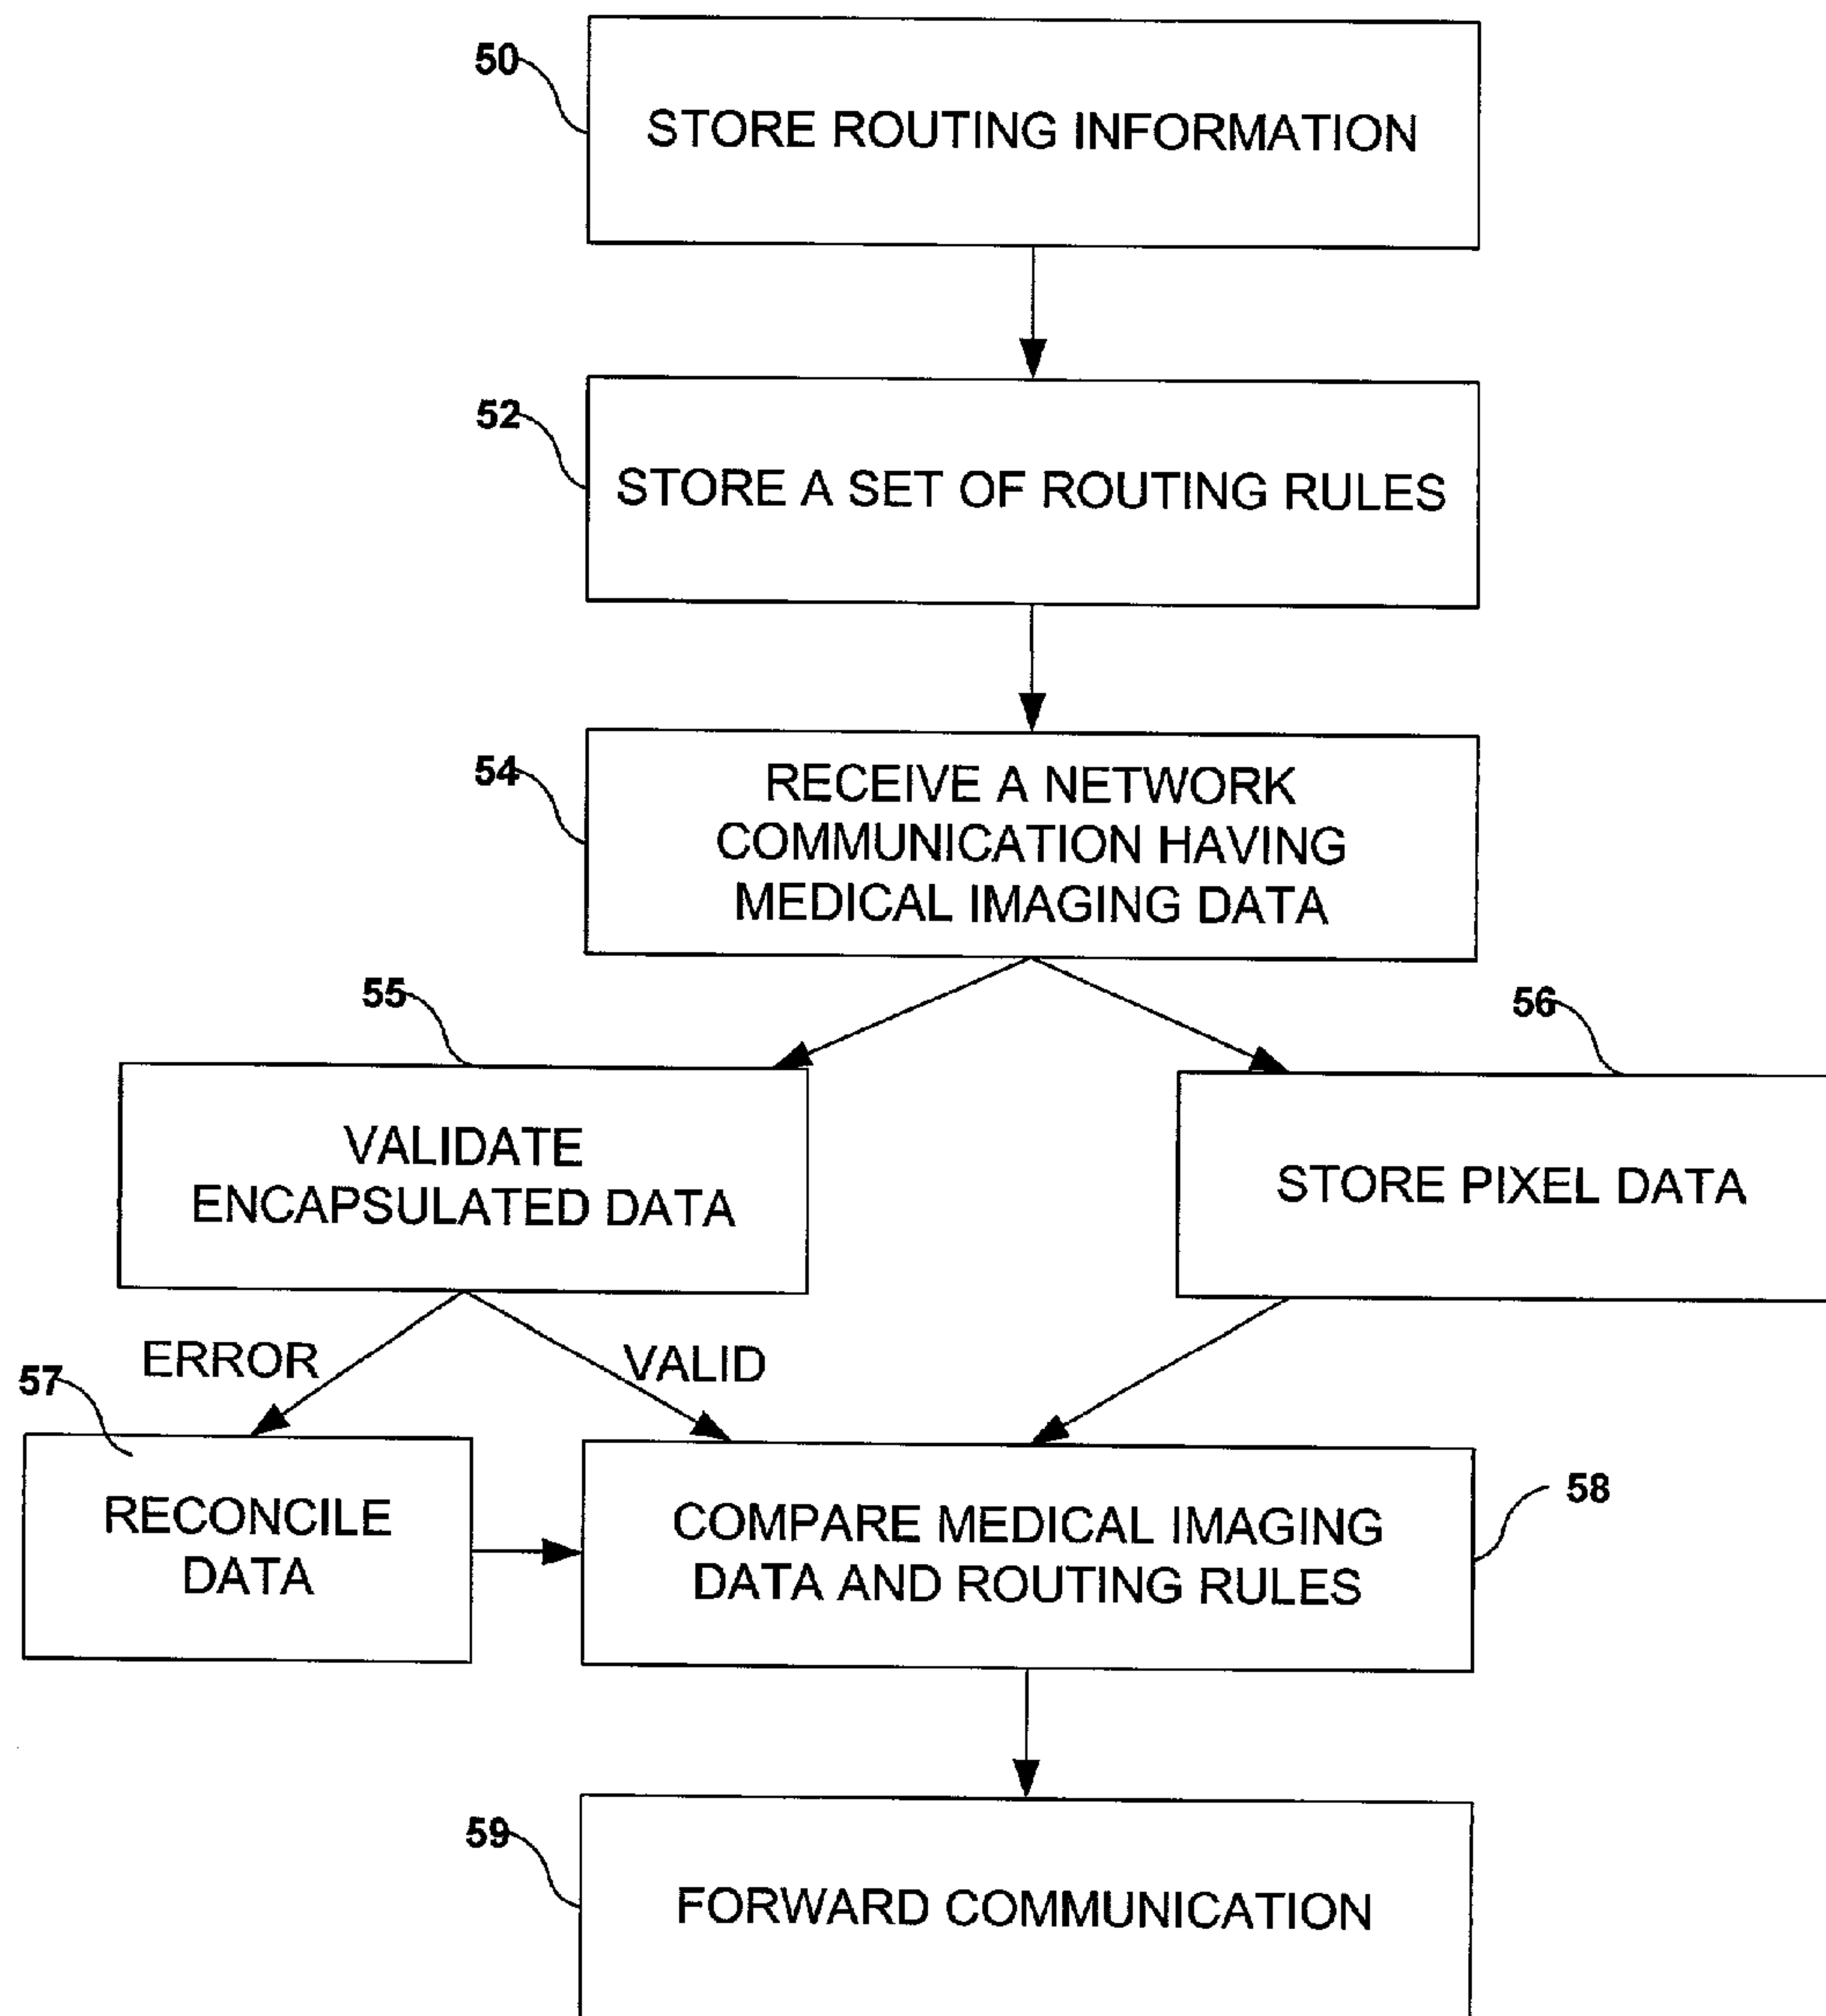 50
STORE ROUTING INFORMATION
52
STORE A SET OF ROUTING RULES
54
RECEIVE A NETWORK
COMMUNICATION HAVING
MEDICAL IMAGING DATA
55
56
VALIDATE
ENCAPSULATED DATA
STORE PIXEL DATA
ERROR
VALID
57
RECONCILE
DATA
58
COMPARE MEDICAL IMAGING
DATA AND ROUTING RULES
59
FORWARD COMMUNICATION